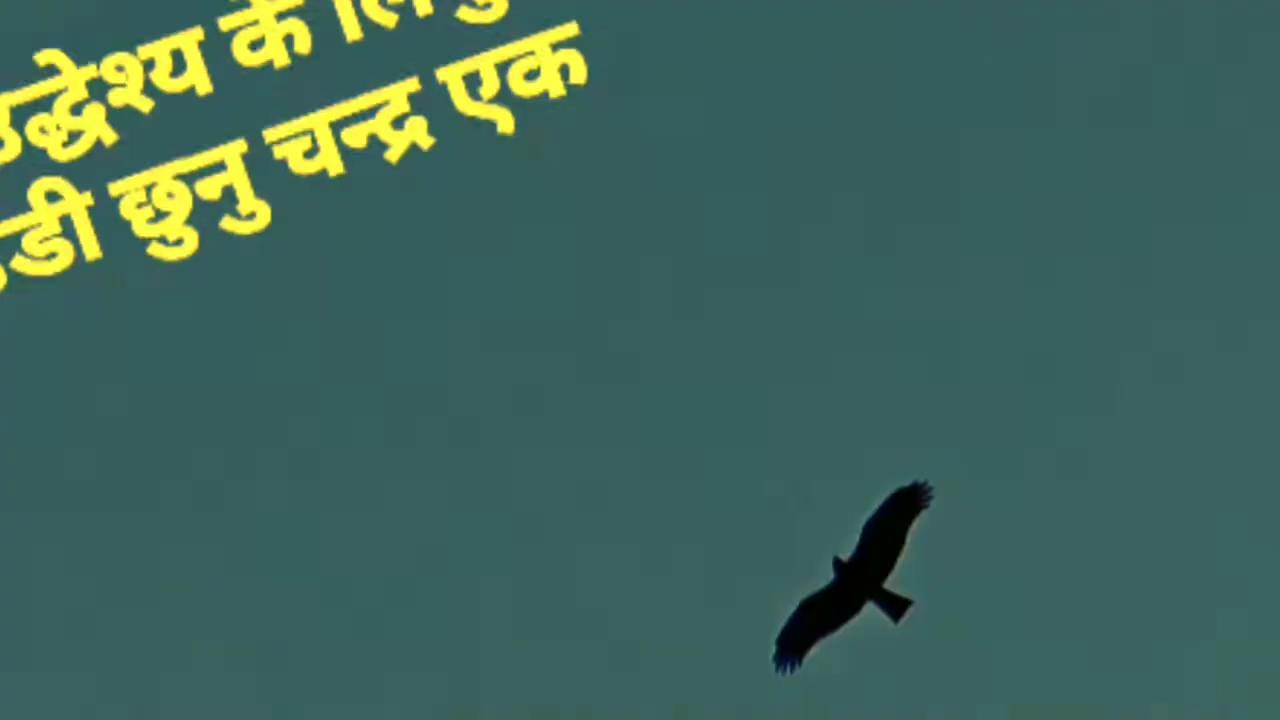 उद्धेश्य के लिए
छुनु चन्द्र एक